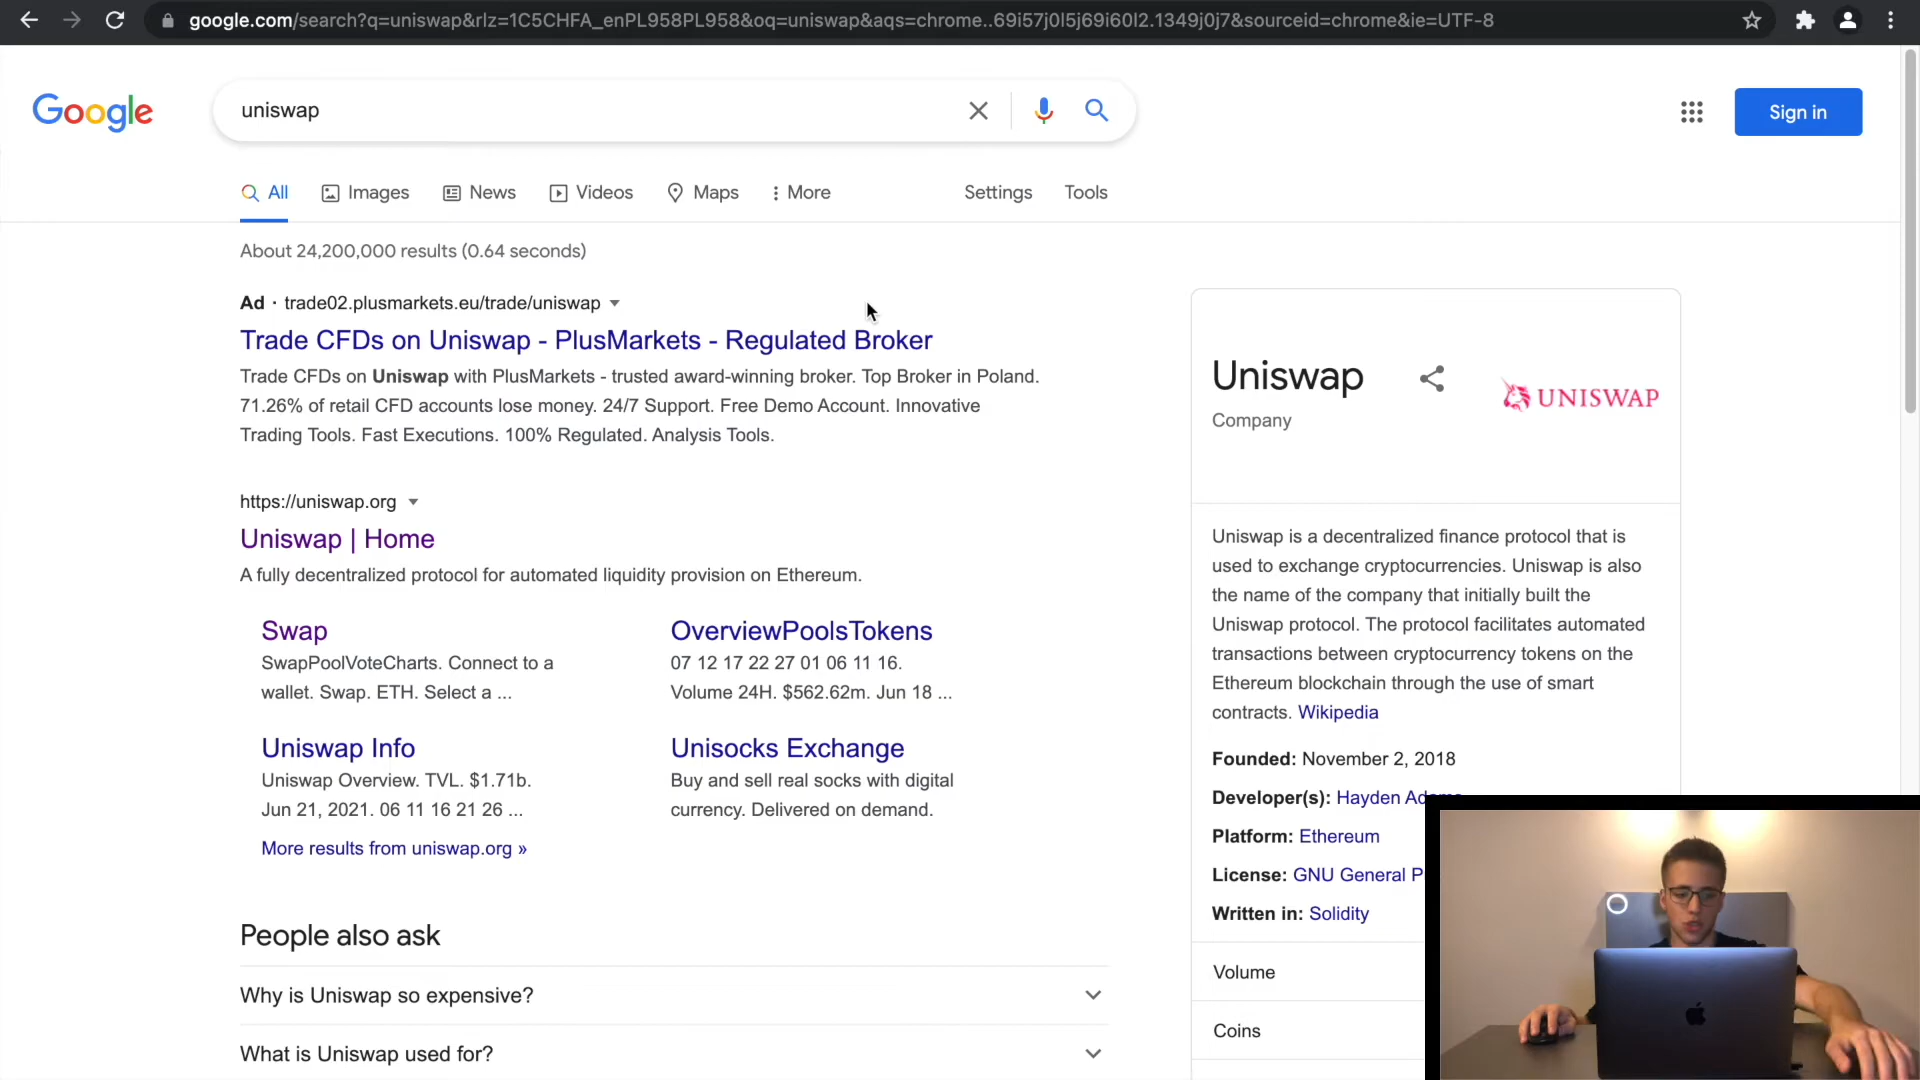 google.com/search?q=uniswap&rlz=1C5CHFA_enPL958PL958&oq=uniswap&aqs=chrome..69i57j0l5j69i60l2.1349j0j7&sourceid=chrome&ie=UTF-8
Google
uniswap
Sign in
All
Images
News
Videos
Maps
More
Settings
Tools
About 24,200,000 results (0.64 seconds)
Ad · trade02.plusmarkets.eu/trade/uniswap
Trade CFDs on Uniswap - PlusMarkets - Regulated Broker
Trade CFDs on Uniswap with PlusMarkets - trusted award-winning broker. Top Broker in Poland.
71.26% of retail CFD accounts lose money. 24/7 Support. Free Demo Account. Innovative
Trading Tools. Fast Executions. 100% Regulated. Analysis Tools.
https://uniswap.org
Uniswap | Home
A fully decentralized protocol for automated liquidity provision on Ethereum.
Swap
SwapPoolVoteCharts. Connect to a
wallet. Swap. ETH. Select a ...
OverviewPoolsTokens
07 12 17 22 27 01 06 11 16.
Volume 24H. $562.62m. Jun 18 ...
Uniswap Info
Uniswap Overview. TVL. $1.71b.
Jun 21, 2021. 06 11 16 21 26 ...
Unisocks Exchange
Buy and sell real socks with digital
currency. Delivered on demand.
More results from uniswap.org »
People also ask
Why is Uniswap so expensive?
What is Uniswap used for?
Uniswap
Company
UNISWAP
Uniswap is a decentralized finance protocol that is
used to exchange cryptocurrencies. Uniswap is also
the name of the company that initially built the
Uniswap protocol. The protocol facilitates automated
transactions between cryptocurrency tokens on the
Ethereum blockchain through the use of smart
contracts. Wikipedia
Founded: November 2, 2018
Developer(s): Hayden
Platform: Ethereum
License: GNU General
Written in: Solidity
Volume
Coins